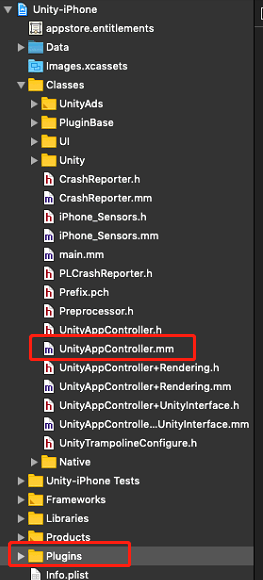 Unity-iPhone
appstore.entitlements
Data
Images.xcassets
Classes
UnityAds
PluginBase
UI
Unity
h CrashReporter.h
m CrashReporter.mm
h iPhone_Sensors.h
m iPhone_Sensors.mm
m main.mm
h PLCrashReporter.h
h Prefix.pch
h Preprocessor.h
h UnityAppController.h
m UnityAppController.mm
h UnityAppController+Rendering.h
m UnityAppController+Rendering.mm
h UnityAppController+UnityInterface.h
m UnityAppControlle...UnityInterface.mm
h UnityTrampolineConfigure.h
Native
Unity-iPhone Tests
Frameworks
Libraries
Products
Plugins
Info.plist